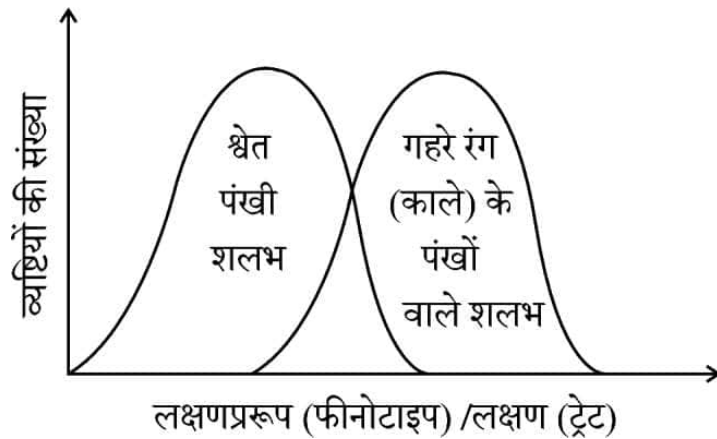 व्यष्टियों की संख्या
श्वेत
पंखी
शलभ
गहरे रंग
(काले) के
पंखों
वाले शलभ
लक्षणप्ररूप (फीनोटाइप) /लक्षण (ट्रेट)